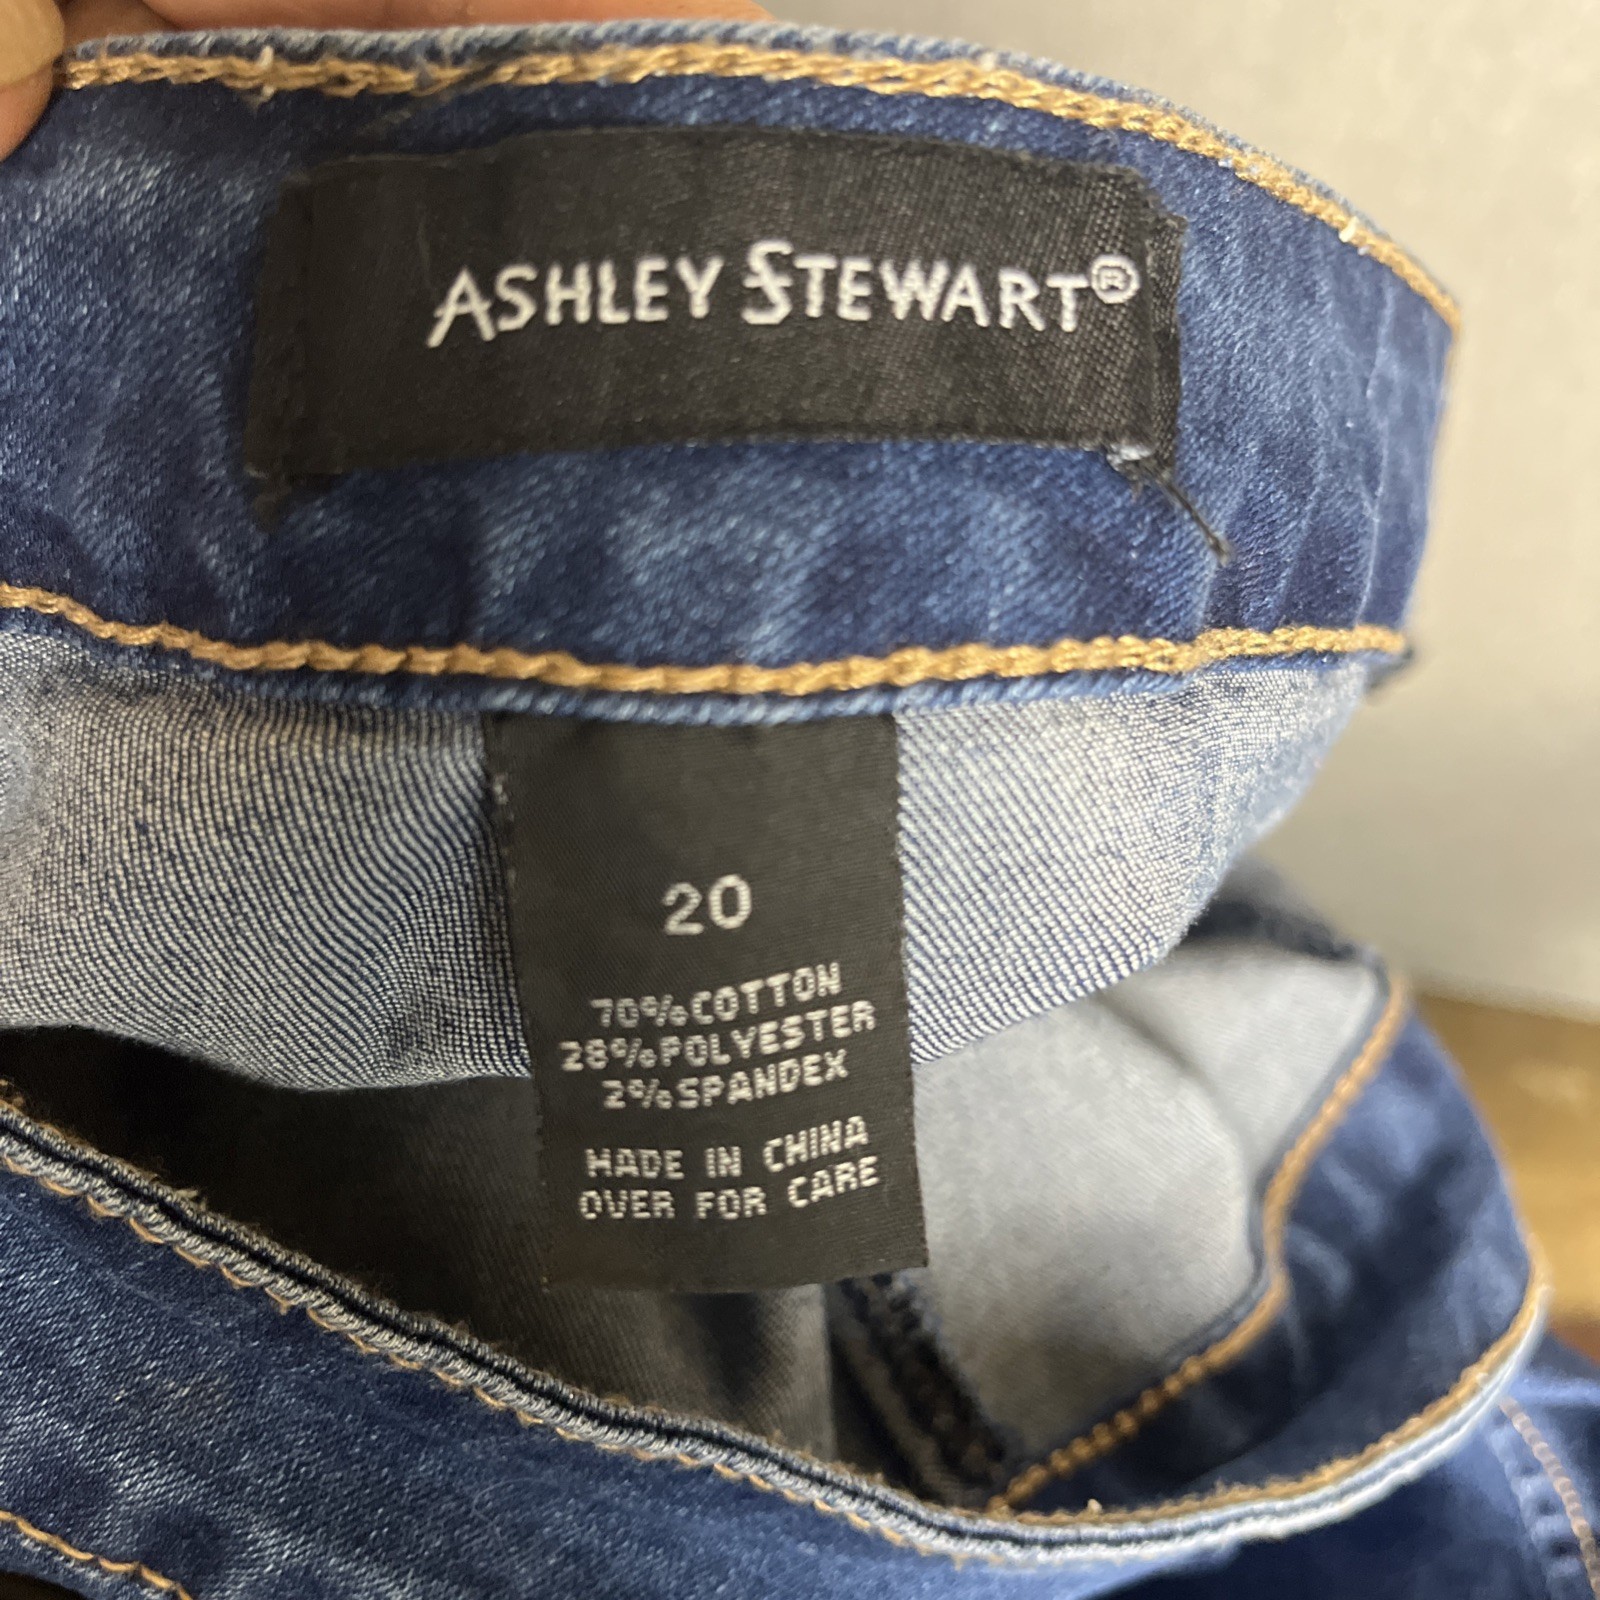 ASHLEY STEWART®
20
70% COTTON
28% POLYESTER
2% SPANDEX
MADE IN CHINA
OVER FOR CARE